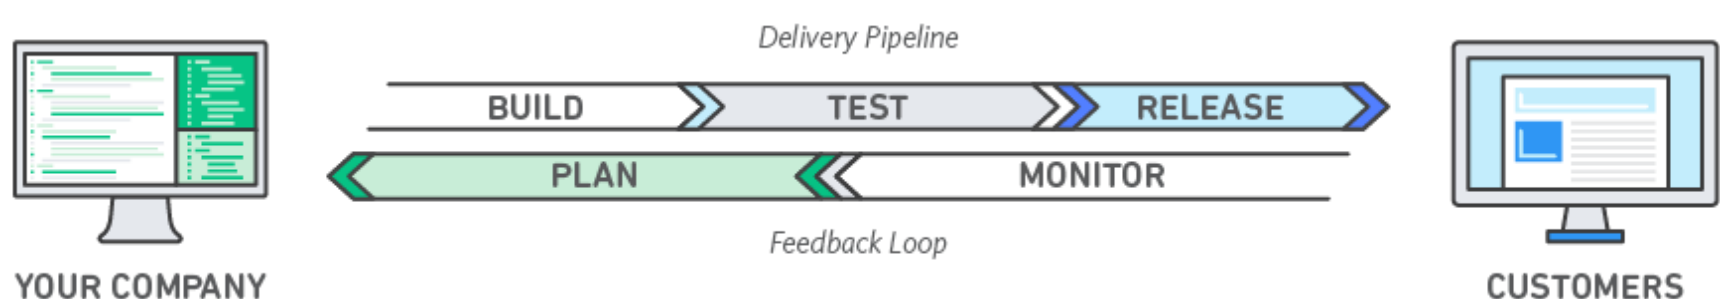 Delivery Pipeline
BUILD TEST RELEASE
PLAN MONITOR
Feedback Loop
YOUR COMPANY CUSTOMERS